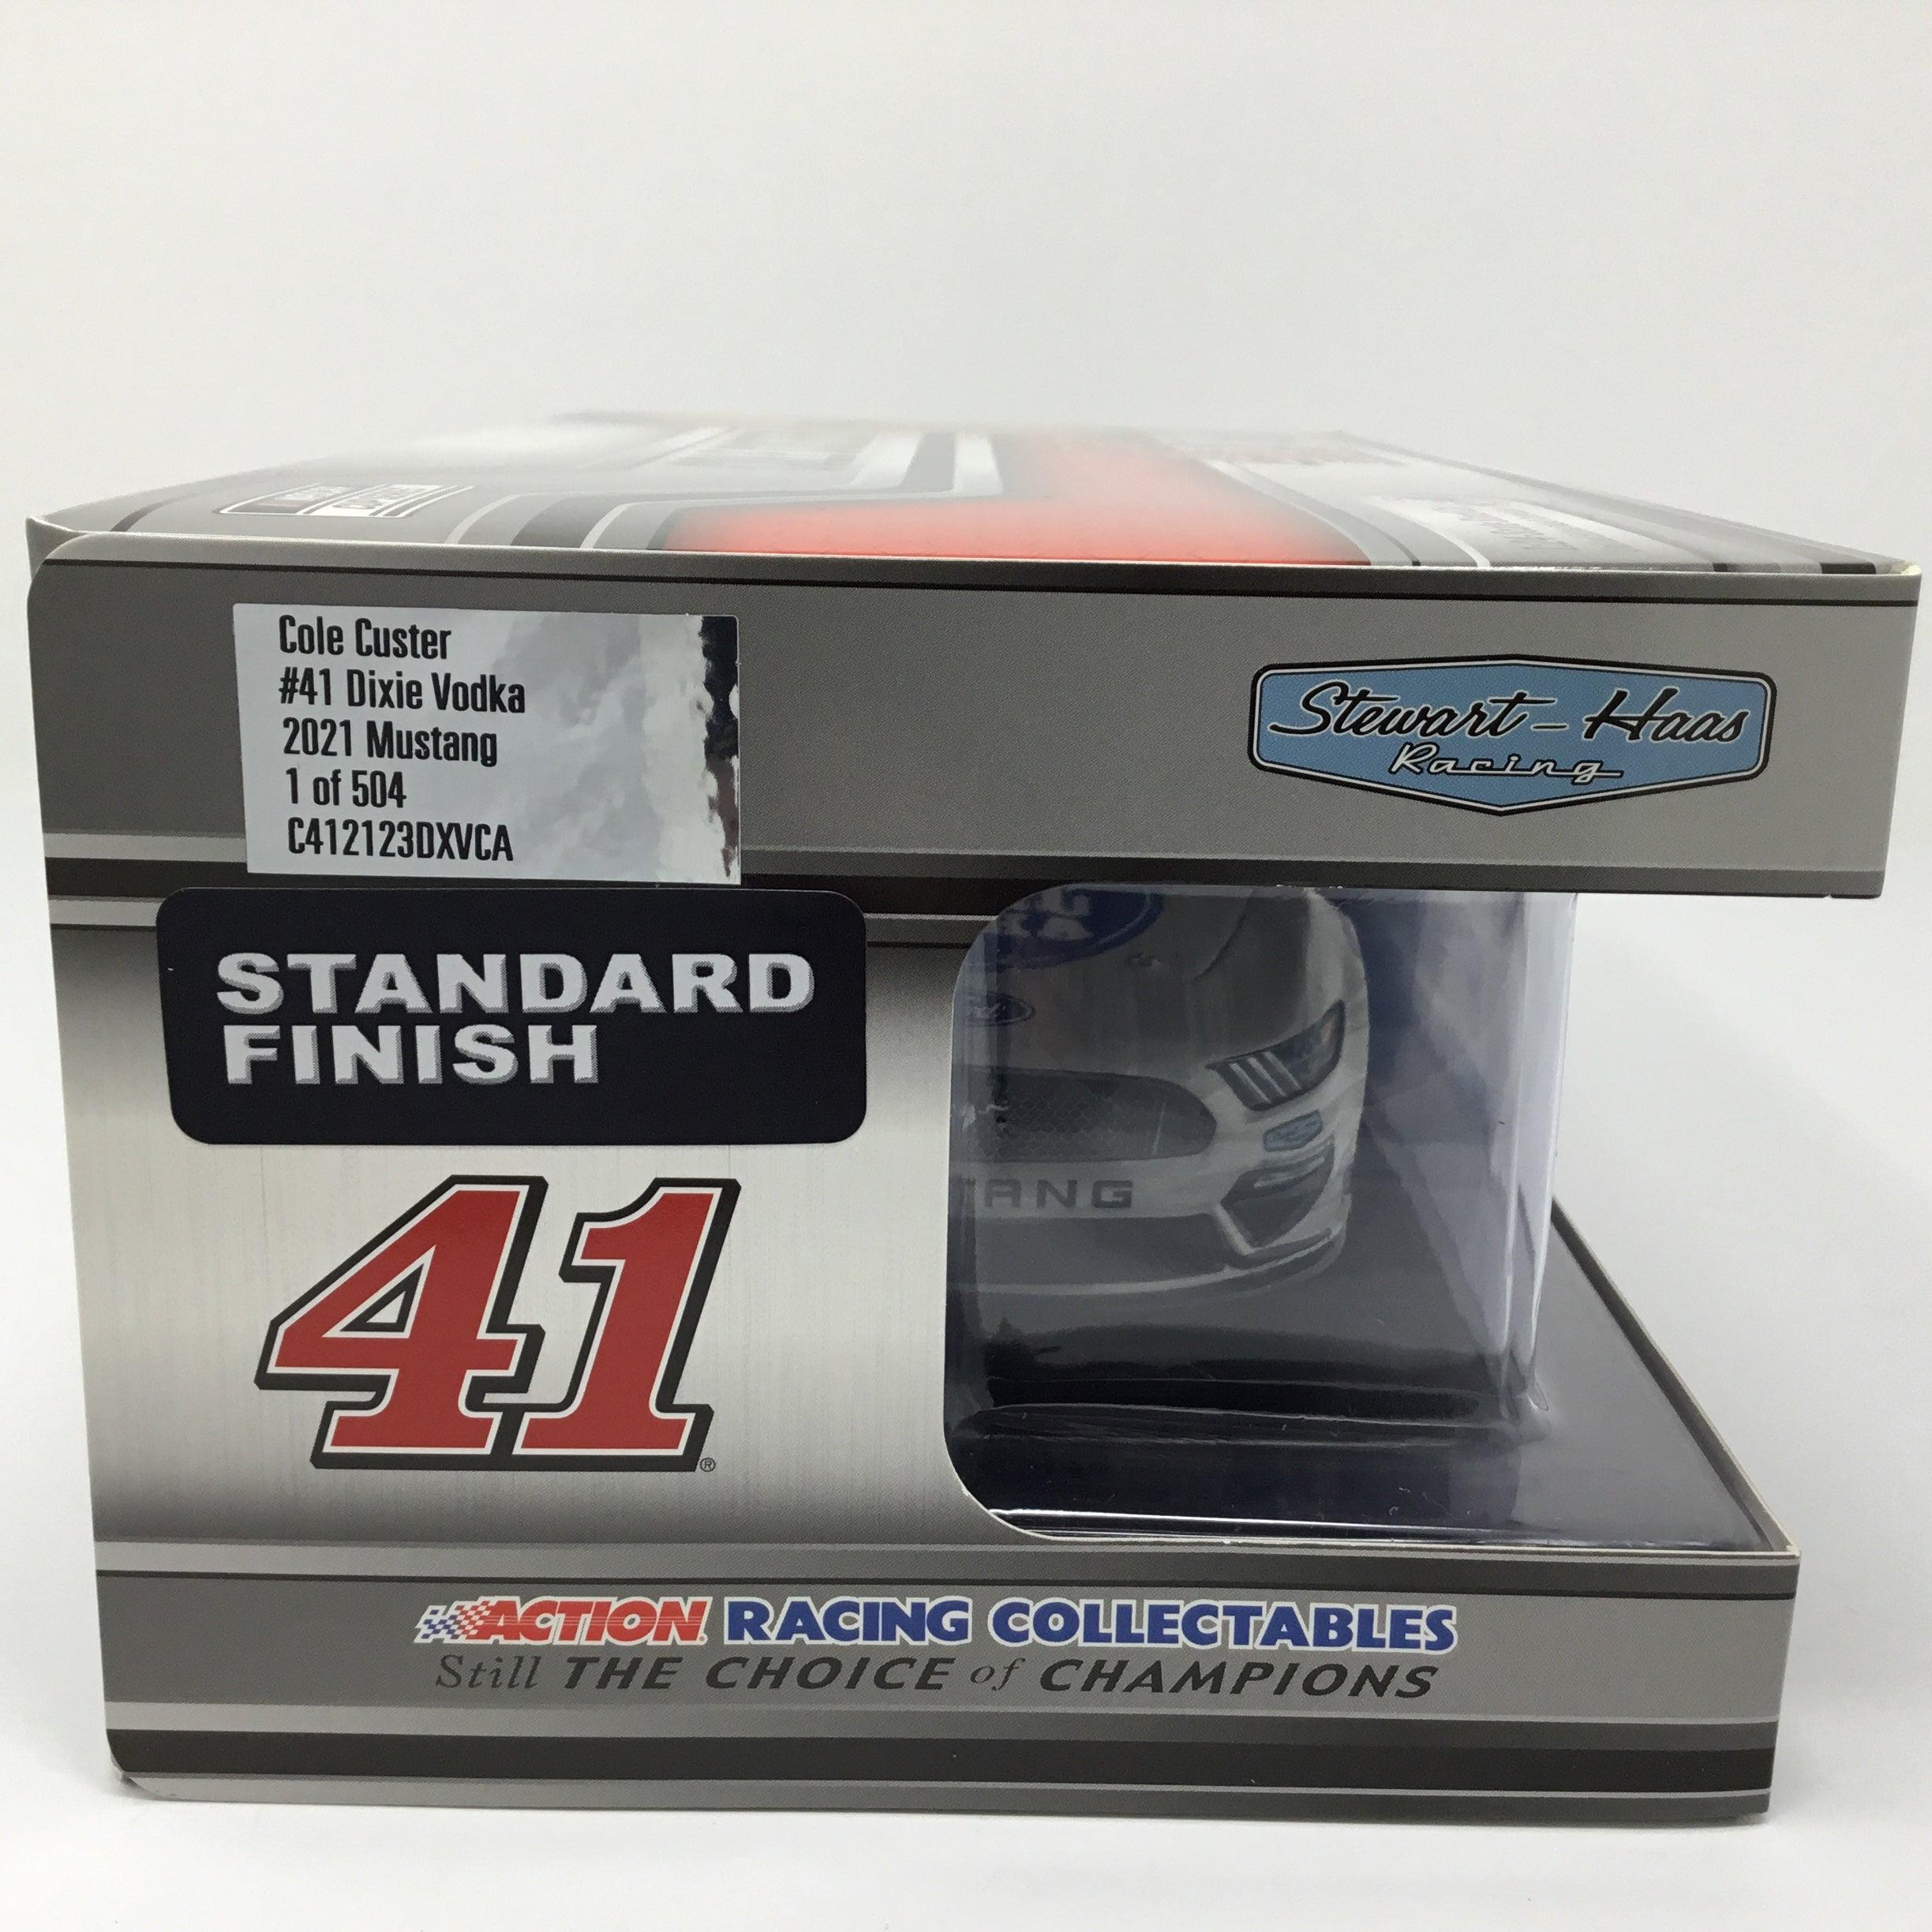 Cole Custer
#41 Dixie Vodka
2021 Mustang
1 of 504
C412123DXVCA
Stewart-Haas
Racing
STANDARD
FINISH
ANG
41®
ACTION RACING COLLECTABLES
Still THE CHOICE of CHAMPIONS